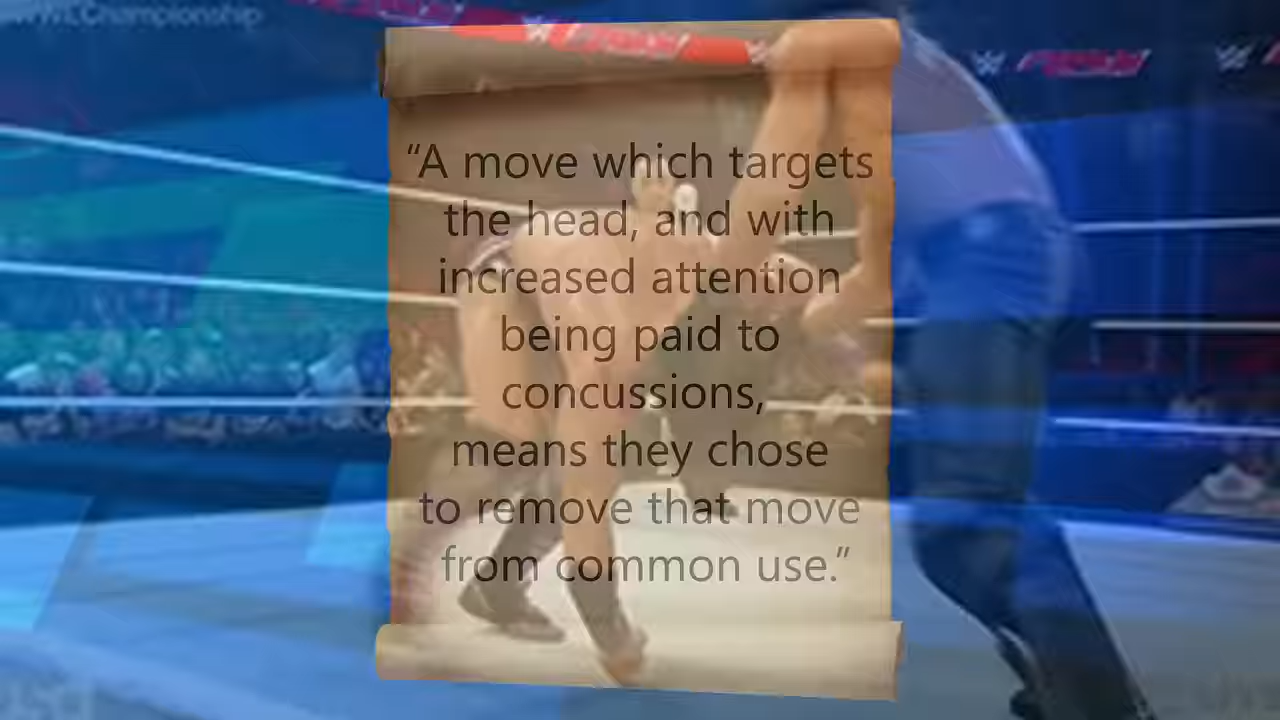 WWEChampionship
“A move which targets
the head, and with
increased attention
being paid to
concussions,
means they chose
to remove that move
from common use.”